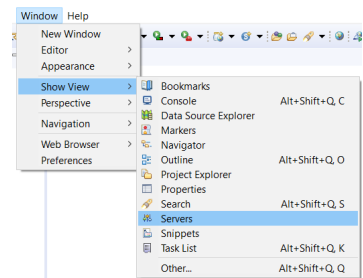 Window Help
New Window
Editor
Appearance
Show View
Perspective
Navigation
Web Browser
Preferences
Bookmarks
Console Alt+Shift+Q, C
Data Source Explorer
Markers
Navigator
Outline Alt+Shift+Q, O
Project Explorer
Properties
Search Alt+Shift+Q, S
Servers
Snippets
Task List Alt+Shift+Q, K
Other... Alt+Shift+Q, Q